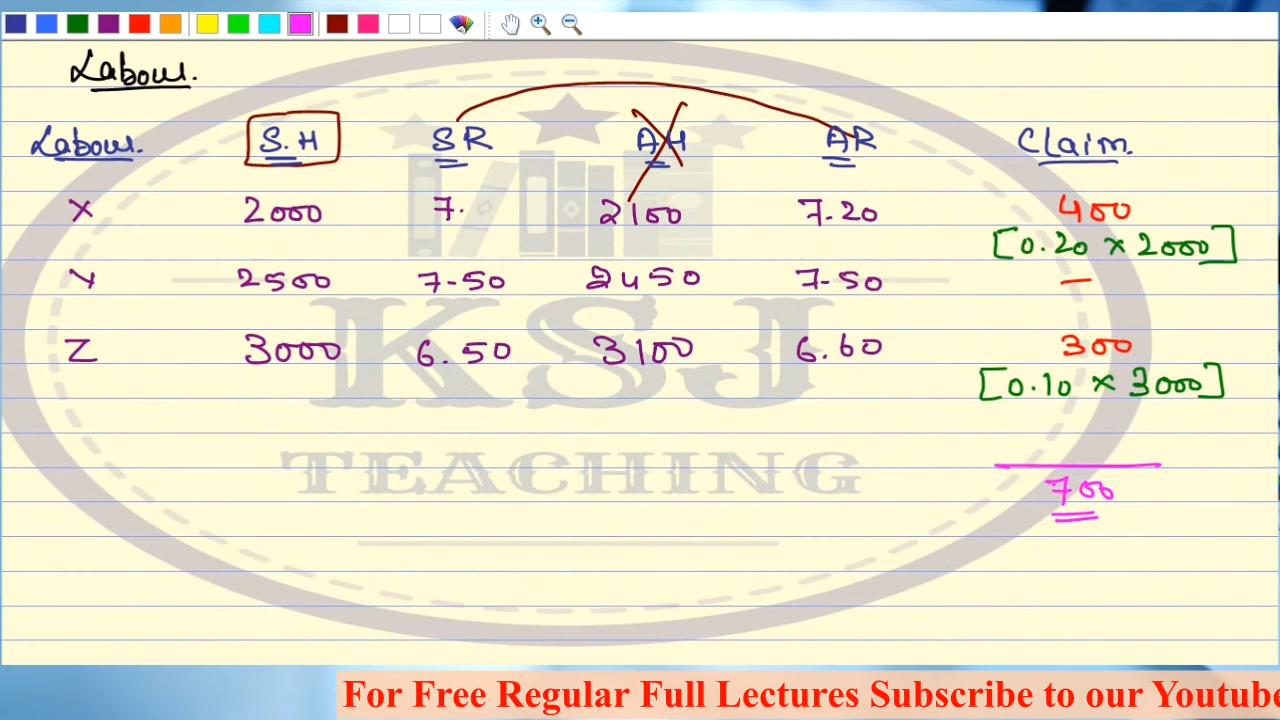 Labour.
Labour. S.H SR AH AR Claim.
X 2000 7. 2100 7.20 400
[0.20 × 2000]
Y 2500 7.50 2450 7.50 —
Z 3000 6.50 3100 6.60 300
[0.10 × 3000]
KSJ
TEACHING
700
For Free Regular Full Lectures Subscribe to our Youtube